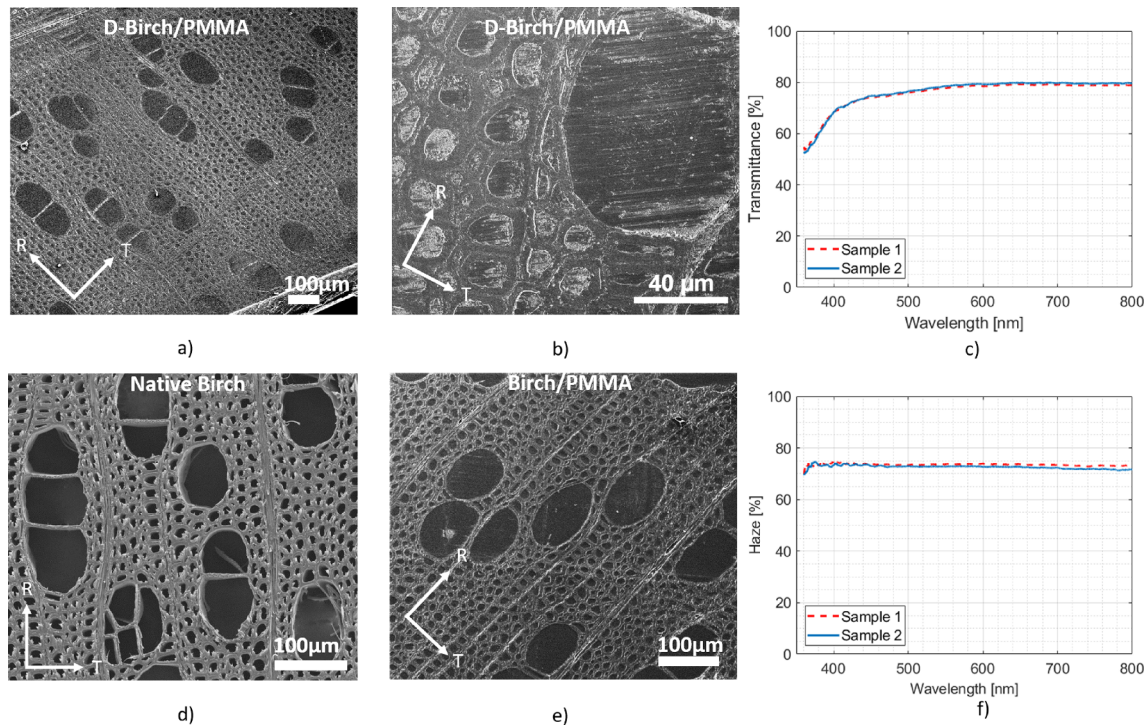 D-Birch/PMMA
R
T
100μm
a)
D-Birch/PMMA
R
T
40 μm
b)
Transmittance [%]
100
80
60
40
20
0
Sample 1
Sample 2
400 500 600 700 800
Wavelength [nm]
c)
Native Birch
R
T
100μm
d)
Birch/PMMA
R
T
100μm
e)
Haze [%]
100
80
60
40
20
0
Sample 1
Sample 2
400 500 600 700 800
Wavelength [nm]
f)